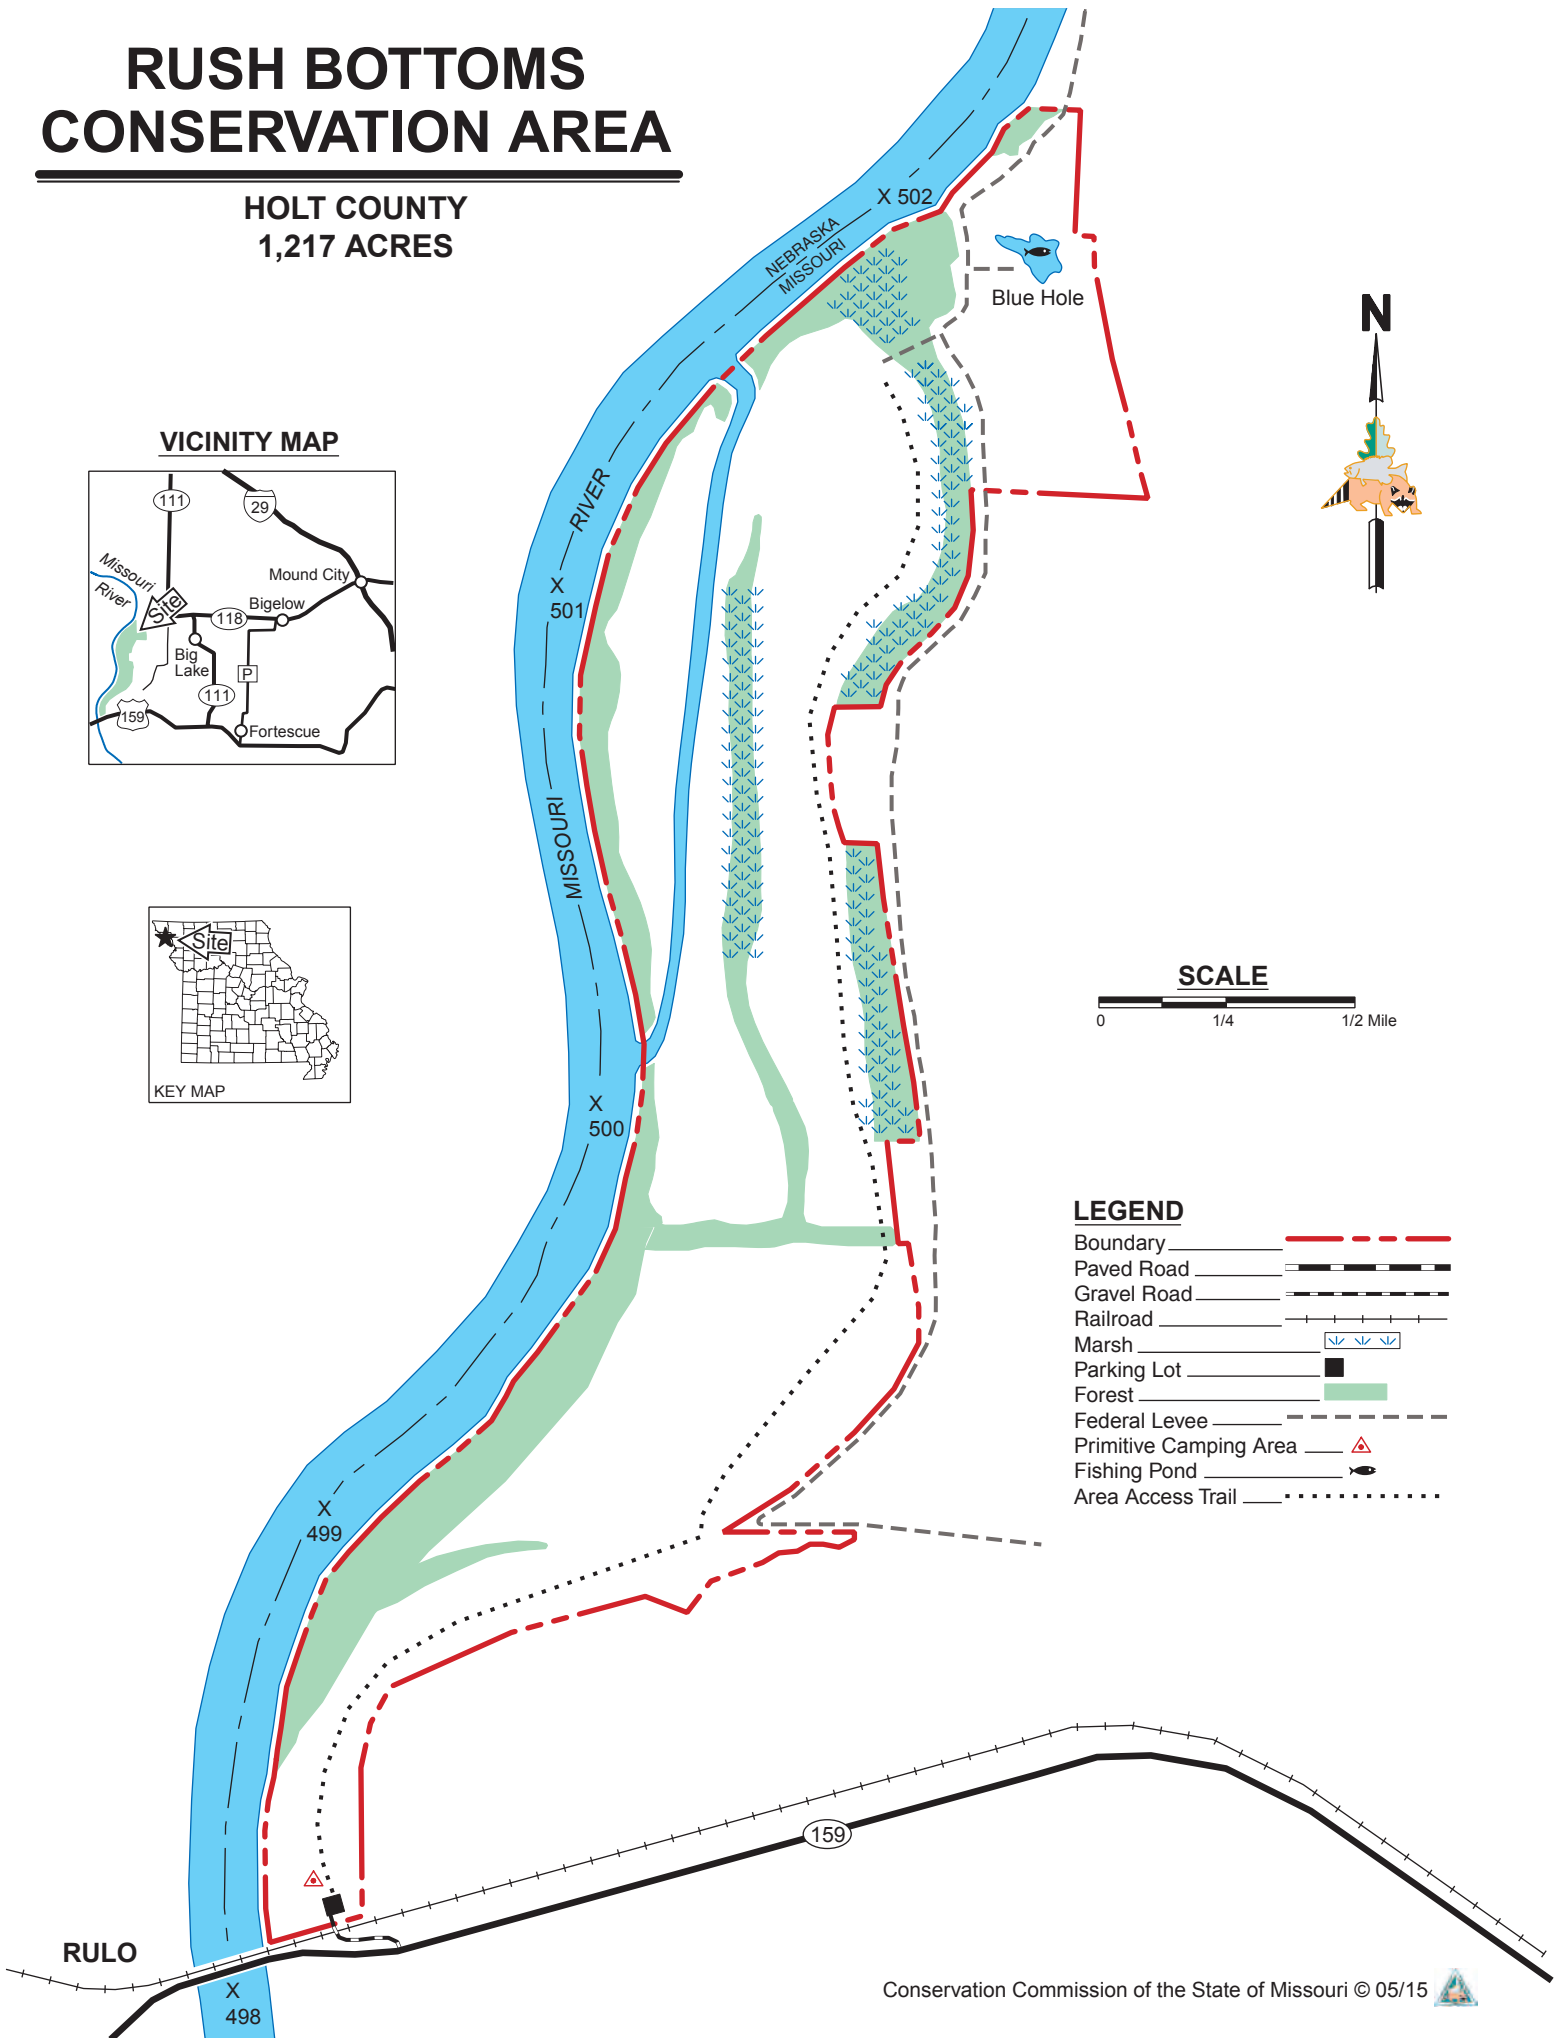 RUSH BOTTOMS
CONSERVATION AREA
HOLT COUNTY
1,217 ACRES
X 502
NEBRASKA
MISSOURI
Blue Hole
N
RIVER
X
501
MISSOURI
X
500
X
499
X
498
VICINITY MAP
111
29
Missouri
River
Site
Mound City
Bigelow
118
Big
Lake
P
111
159
Fortescue
Site
KEY MAP
SCALE
0 1/4 1/2 Mile
LEGEND
Boundary
Paved Road
Gravel Road
Railroad
Marsh
Parking Lot
Forest
Federal Levee
Primitive Camping Area
Fishing Pond
Area Access Trail
159
RULO
Conservation Commission of the State of Missouri © 05/15